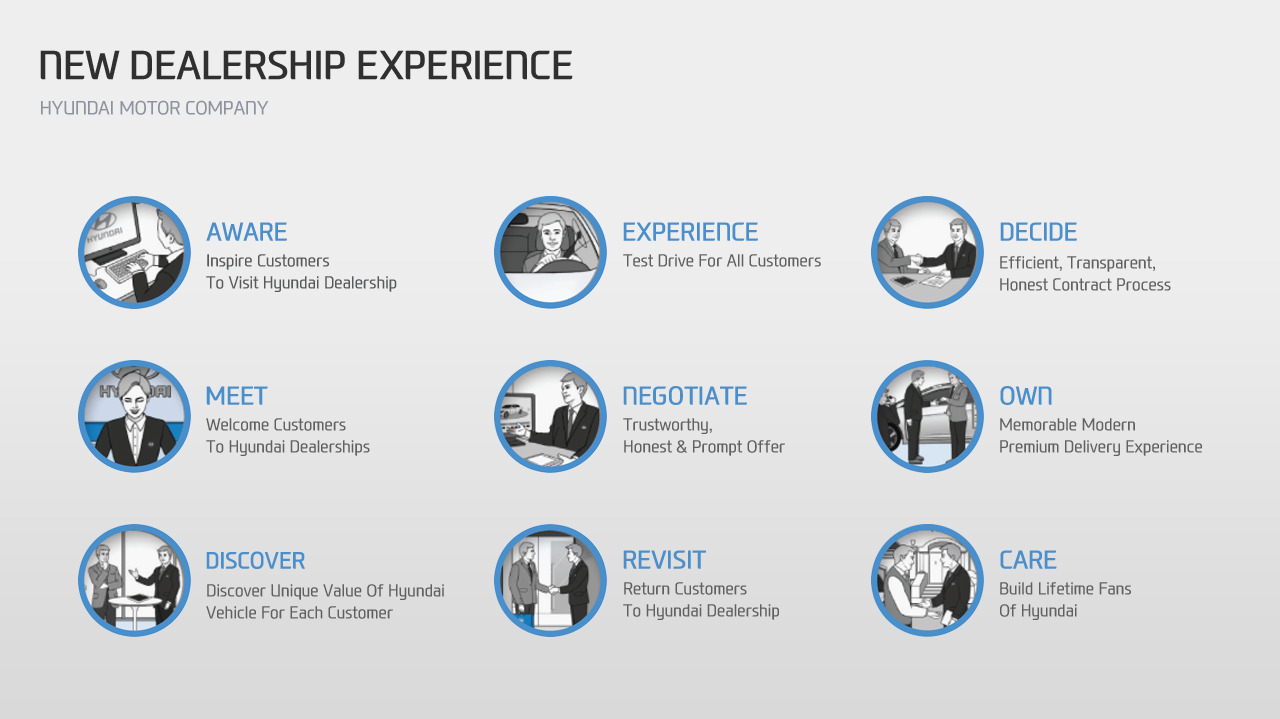 NEW DEALERSHIP EXPERIENCE
HYUNDAI MOTOR COMPANY
HYUNDAI
AWARE
Inspire Customers
To Visit Hyundai Dealership
HYUNDAI
MEET
Welcome Customers
To Hyundai Dealerships
DISCOVER
Discover Unique Value Of Hyundai
Vehicle For Each Customer
EXPERIENCE
Test Drive For All Customers
NEGOTIATE
Trustworthy,
Honest & Prompt Offer
REVISIT
Return Customers
To Hyundai Dealership
DECIDE
Efficient, Transparent,
Honest Contract Process
OWN
Memorable Modern
Premium Delivery Experience
CARE
Build Lifetime Fans
Of Hyundai